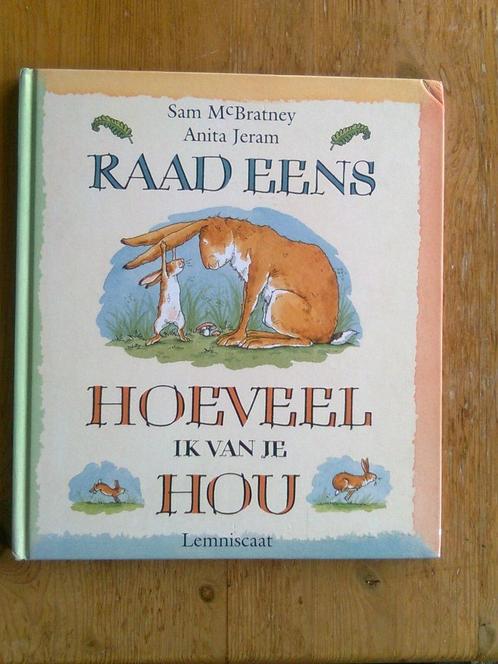 Sam McBratney
Anita Jeram
RAAD EENS
HOEVEEL
IK VAN JE
HOU
Lemniscaat